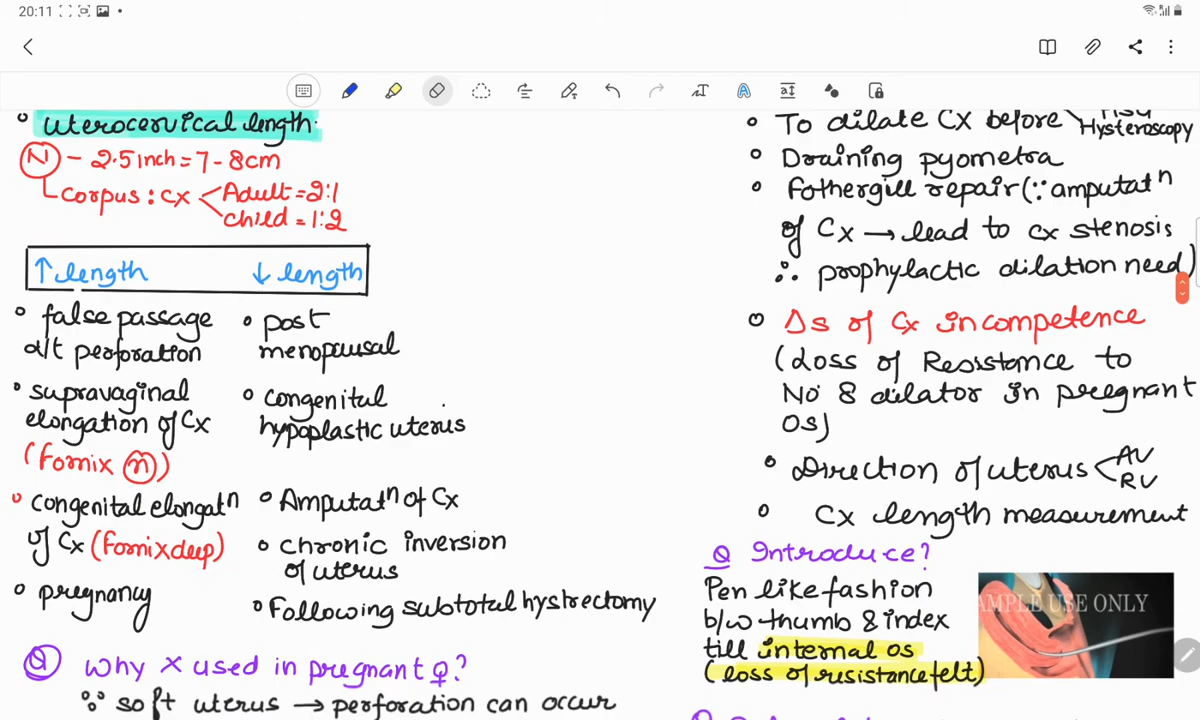 20:11
uterocervical length
(N) - 2.5 inch = 7 - 8cm
Corpus : cx < Adult = 2:1
child = 1:2
↑ length ↓ length
false passage
d/t perforation
supravaginal
elongation of Cx
(Fornix (n))
congenital elongatn
of Cx (Fornix deep)
pregnancy
post
menopausal
congenital
hypoplastic uterus
Amputatn of Cx
chronic inversion
of uterus
Following subtotal hystrectomy
Q Why X used in pregnant ♀?
∵ soft uterus → perforation can occur
To dilate Cx before
Hysteroscopy
Draining pyometra
Fothergill repair (∵ amputatn
of Cx → lead to cx stenosis
∴ prophylactic dilation need)
Δs of Cx incompetence
(Loss of Resistance to
No 8 dilator in pregnant
OS)
Direction of uterus < AV
RV
Cx length measurement
Q Introduce?
Pen like fashion
b/w thumb & index
till internal os
(loss of resistance felt)
AMPLE USE ONLY